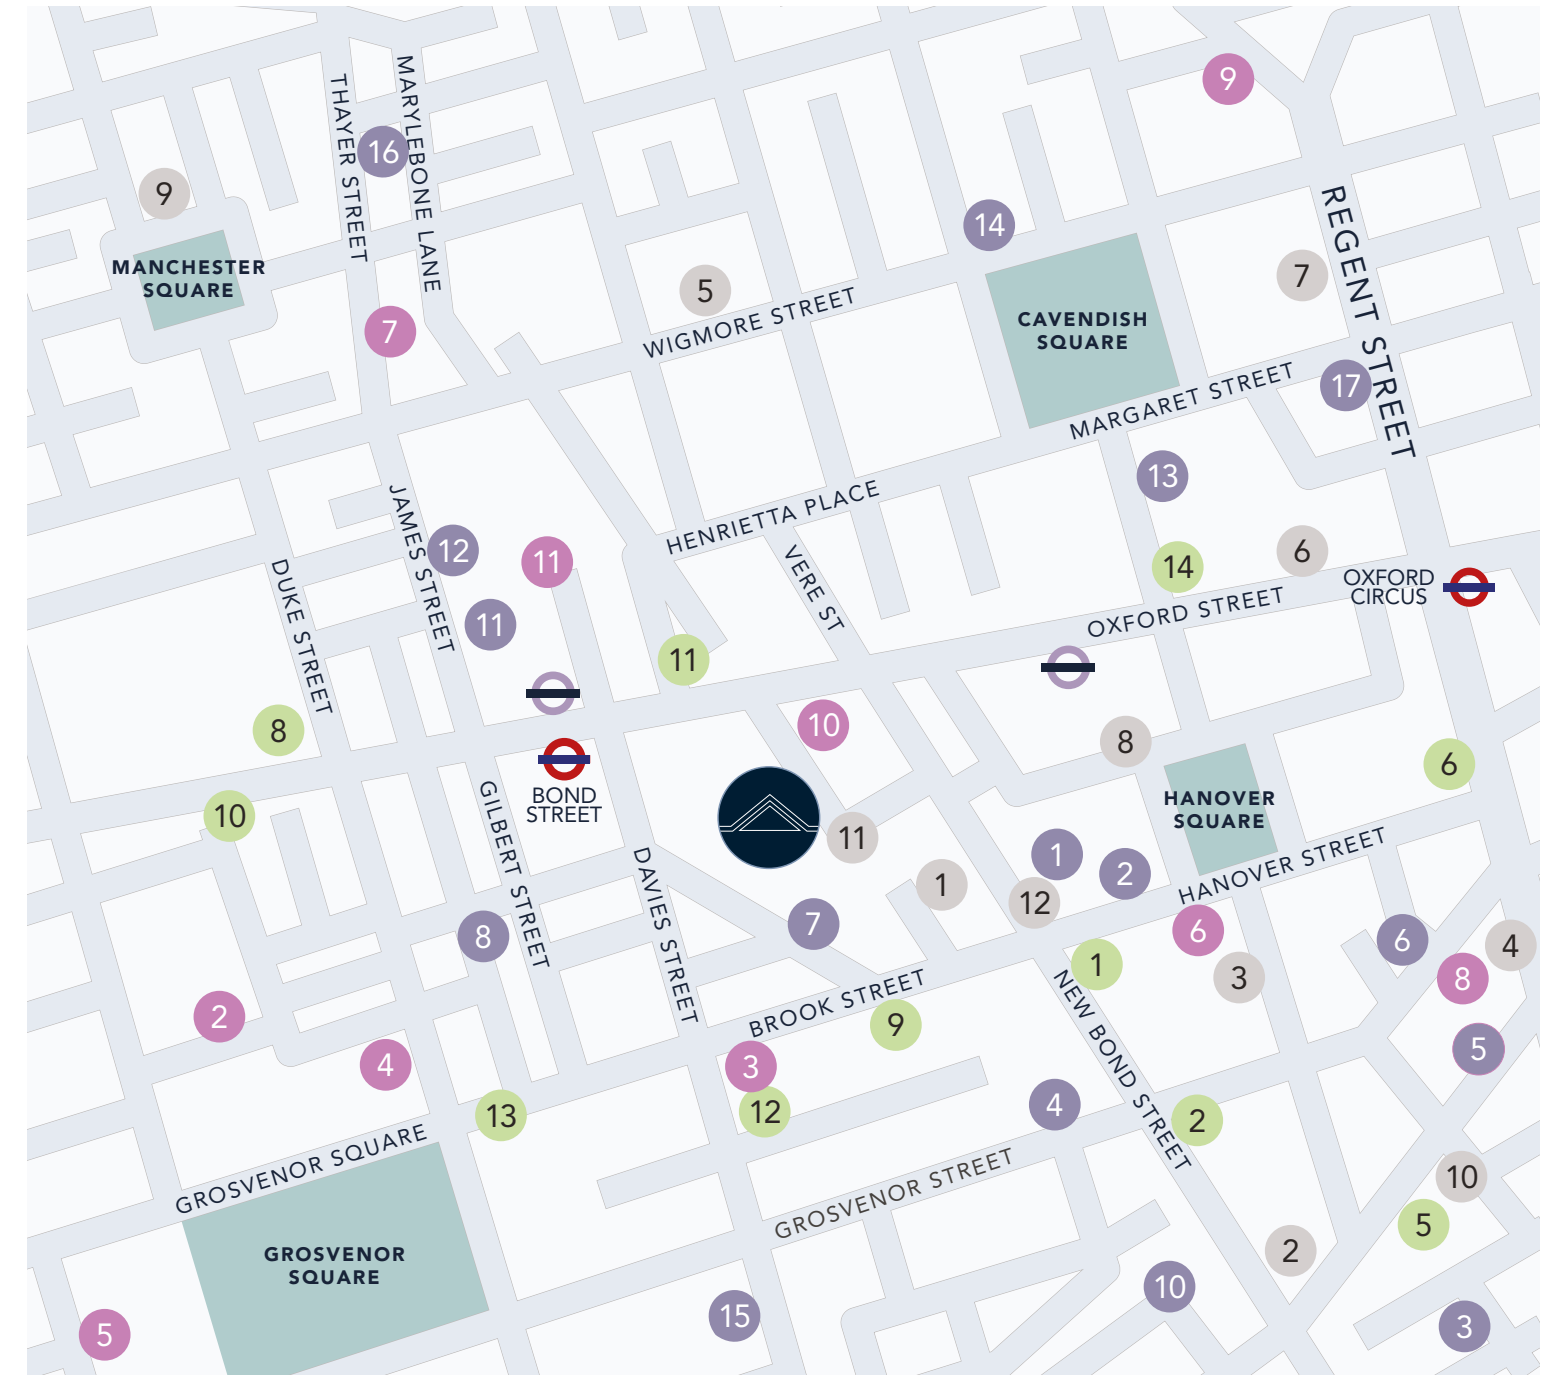 9
MARYLEBONE LANE
THAYER STREET
16
9
REGENT STREET
14
MANCHESTER
SQUARE
7
5
WIGMORE STREET
CAVENDISH
SQUARE
7
MARGARET STREET
17
13
HENRIETTA PLACE
JAMES STREET
12
11
VERE ST
6
14
OXFORD
CIRCUS
DUKE STREET
11
OXFORD STREET
11
8
10
8
6
BOND
STREET
GILBERT STREET
HANOVER
SQUARE
10
11
DAVIES STREET
1
2
HANOVER STREET
1
12
7
8
6
6
4
1
3
8
BROOK STREET
NEW BOND STREET
2
9
5
4
3
12
13
4
2
GROSVENOR SQUARE
GROSVENOR STREET
10
5
GROSVENOR
SQUARE
2
10
15
5
3